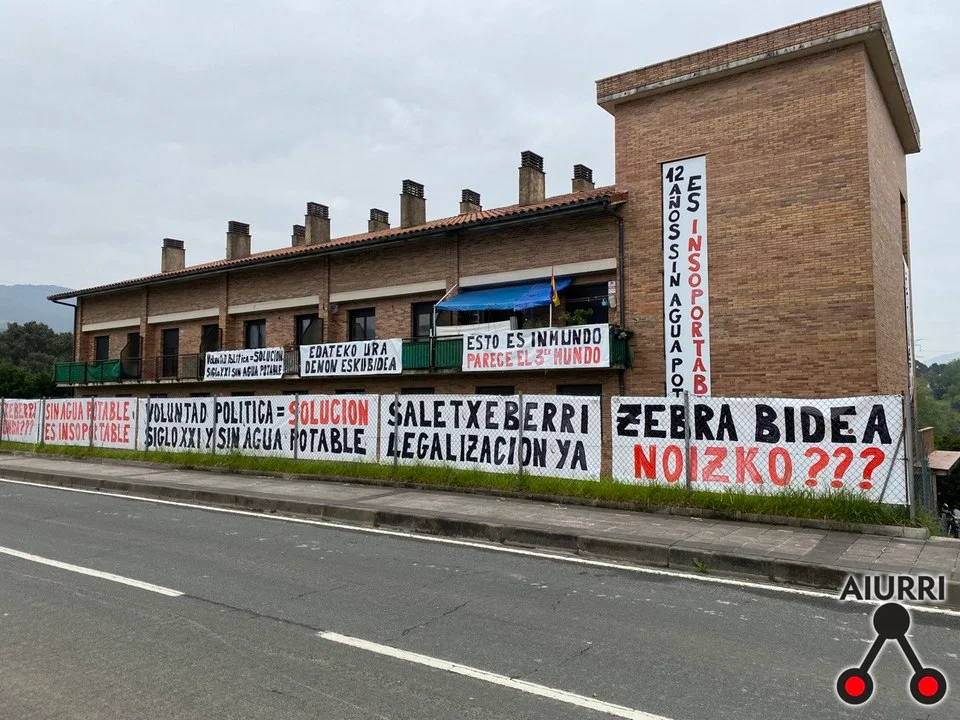 12 AÑOS SIN AGUA POT
ES INSOPORTAB
VOLUNTAD POLITICA = SOLUCION
SIGLO XXI SIN AGUA POTABLE
EDATEKO URA
DENON ESKUBIDEA
ESTO ES INMUNDO
PARECE EL 3er MUNDO
SIN AGUA POTABLE
ES INSOPORTABLE
VOLUNTAD POLITICA = SOLUCION
SIGLO XXI Y SIN AGUA POTABLE
SALETXEBERRI
LEGALIZACION YA
ZEBRA BIDEA
NOIZKO???
AIURRI